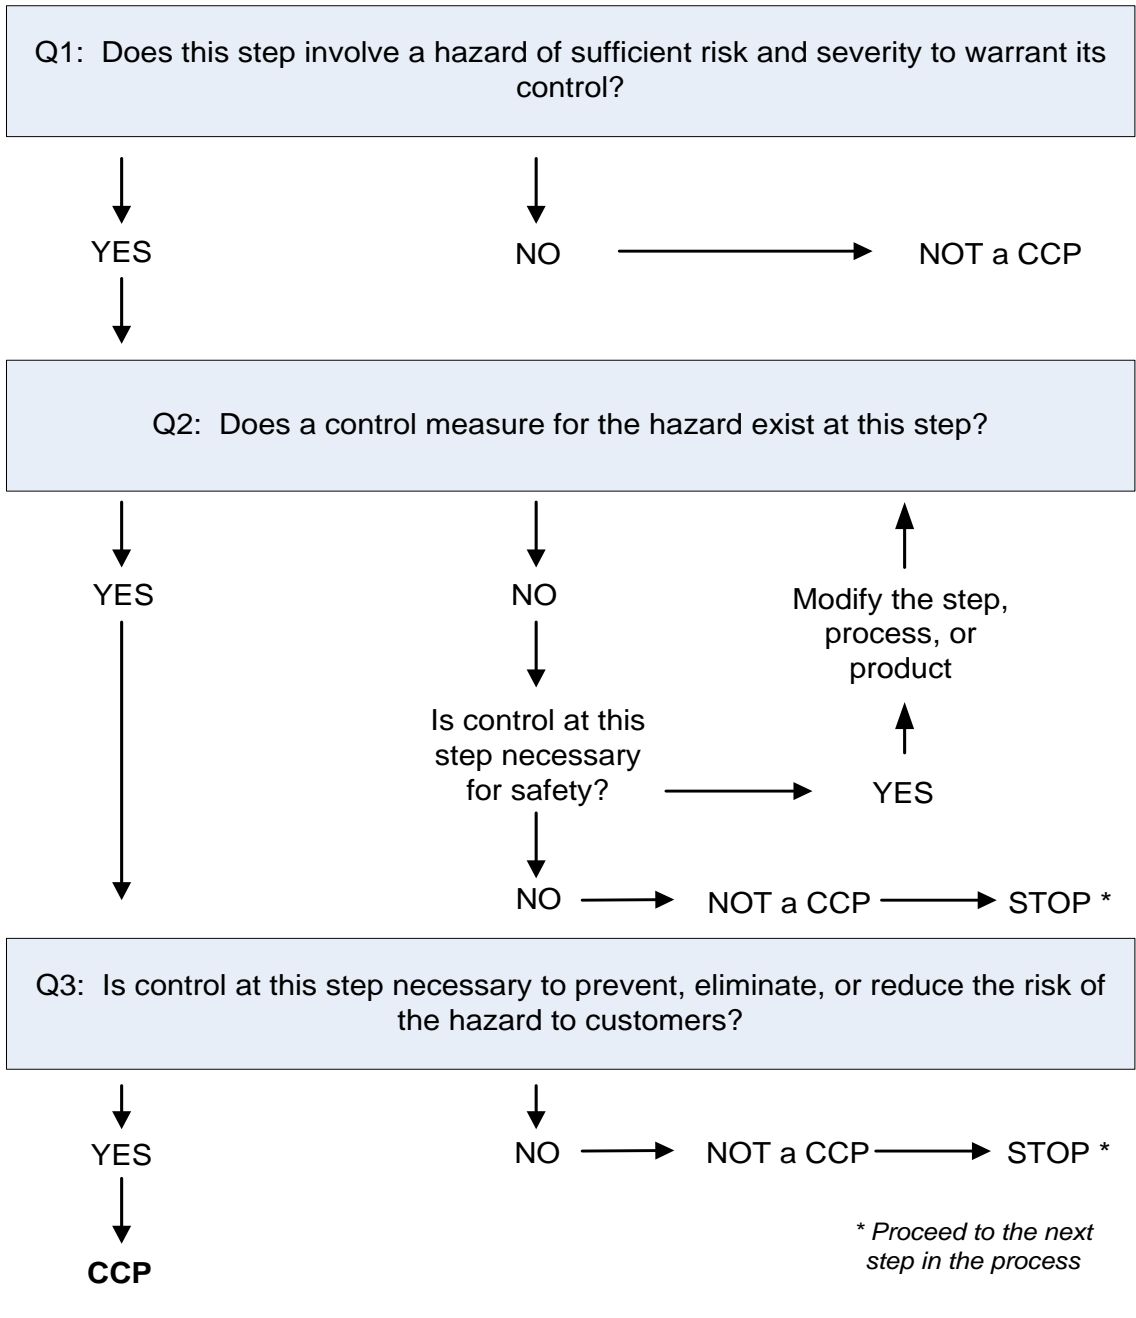 Q1: Does this step involve a hazard of sufficient risk and severity to warrant its
control?
YES
NO
NOT a CCP
Q2: Does a control measure for the hazard exist at this step?
YES
NO
Modify the step,
process, or
product
Is control at this
step necessary
for safety?
YES
NO
NOT a CCP
STOP *
Q3: Is control at this step necessary to prevent, eliminate, or reduce the risk of
the hazard to customers?
YES
NO
NOT a CCP
STOP *
* Proceed to the next
step in the process
CCP